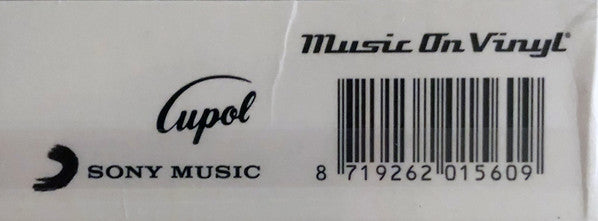 Music On Vinyl®
Cupol
SONY MUSIC
8 719262 015609